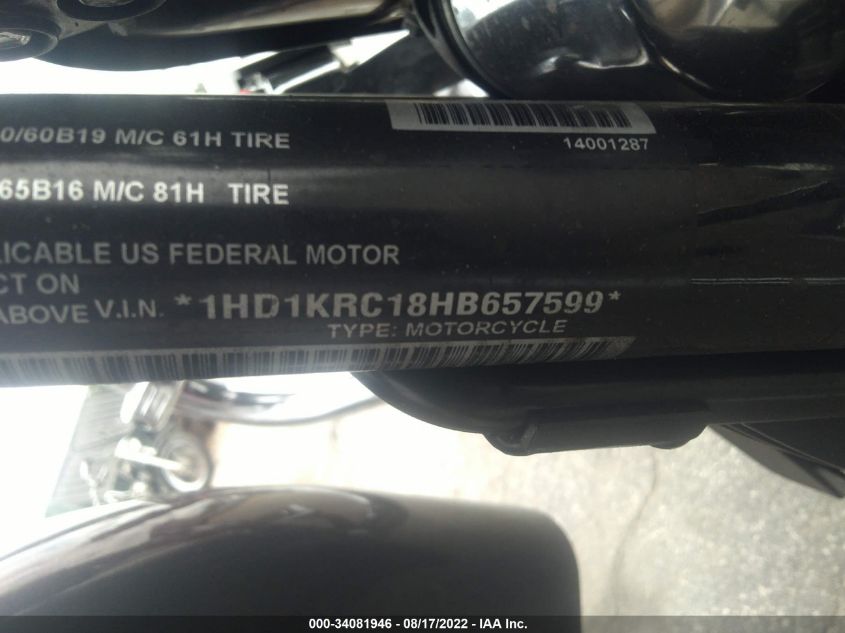 0/60B19 M/C 61H TIRE
14001287
65B16 M/C 81H TIRE
LICABLE US FEDERAL MOTOR
CT ON
ABOVE V.I.N. *1HD1KRC18HB657599*
TYPE: MOTORCYCLE
000-34081946 - 08/17/2022 - IAA Inc.